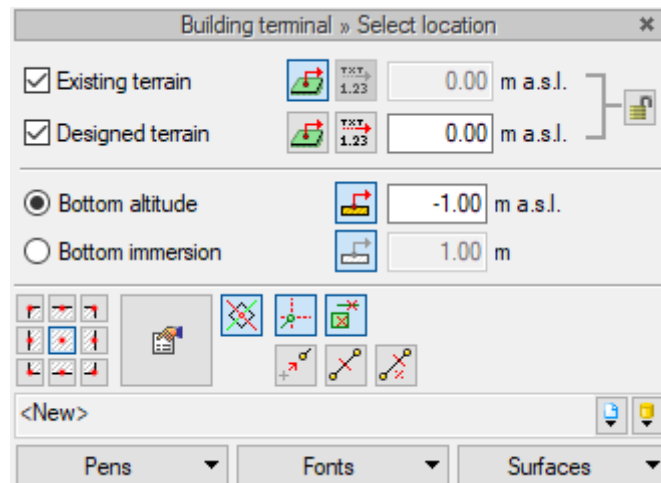 Building terminal » Select location
Existing terrain TXT 1.23 0.00 m a.s.l.
Designed terrain TXT 1.23 0.00 m a.s.l.
Bottom altitude -1.00 m a.s.l.
Bottom immersion 1.00 m
<New>
Pens Fonts Surfaces